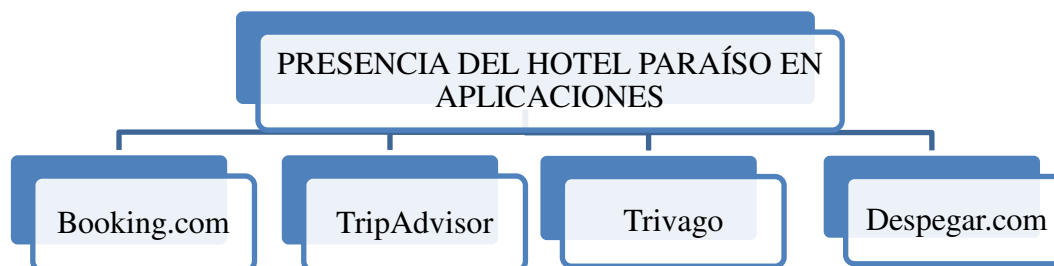 PRESENCIA DEL HOTEL PARAÍSO EN
APLICACIONES
Booking.com
TripAdvisor
Trivago
Despegar.com